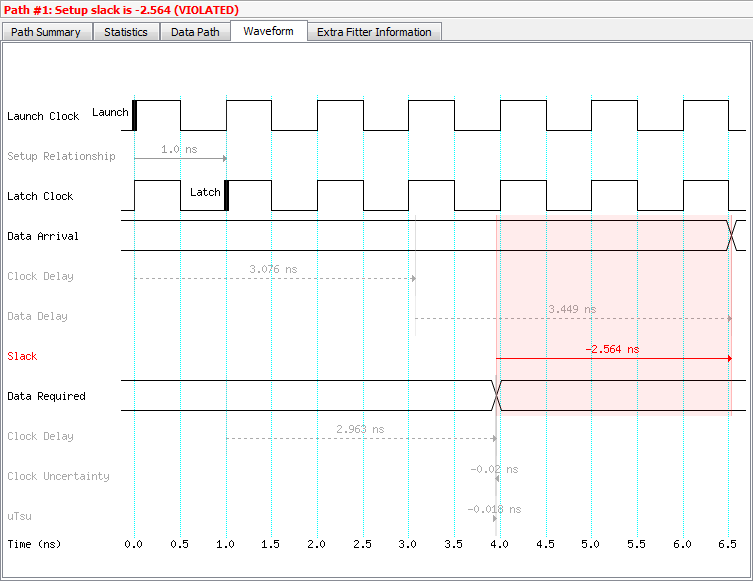 Path #1: Setup slack is -2.564 (VIOLATED)
Path Summary Statistics Data Path Waveform Extra Fitter Information
Launch Clock Launch
Setup Relationship 1.0 ns
Latch Clock Latch
Data Arrival
Clock Delay 3.076 ns
Data Delay 3.449 ns
Slack -2.564 ns
Data Required
Clock Delay 2.963 ns
Clock Uncertainty -0.02 ns
uTsu -0.018 ns
Time (ns) 0.0 0.5 1.0 1.5 2.0 2.5 3.0 3.5 4.0 4.5 5.0 5.5 6.0 6.5